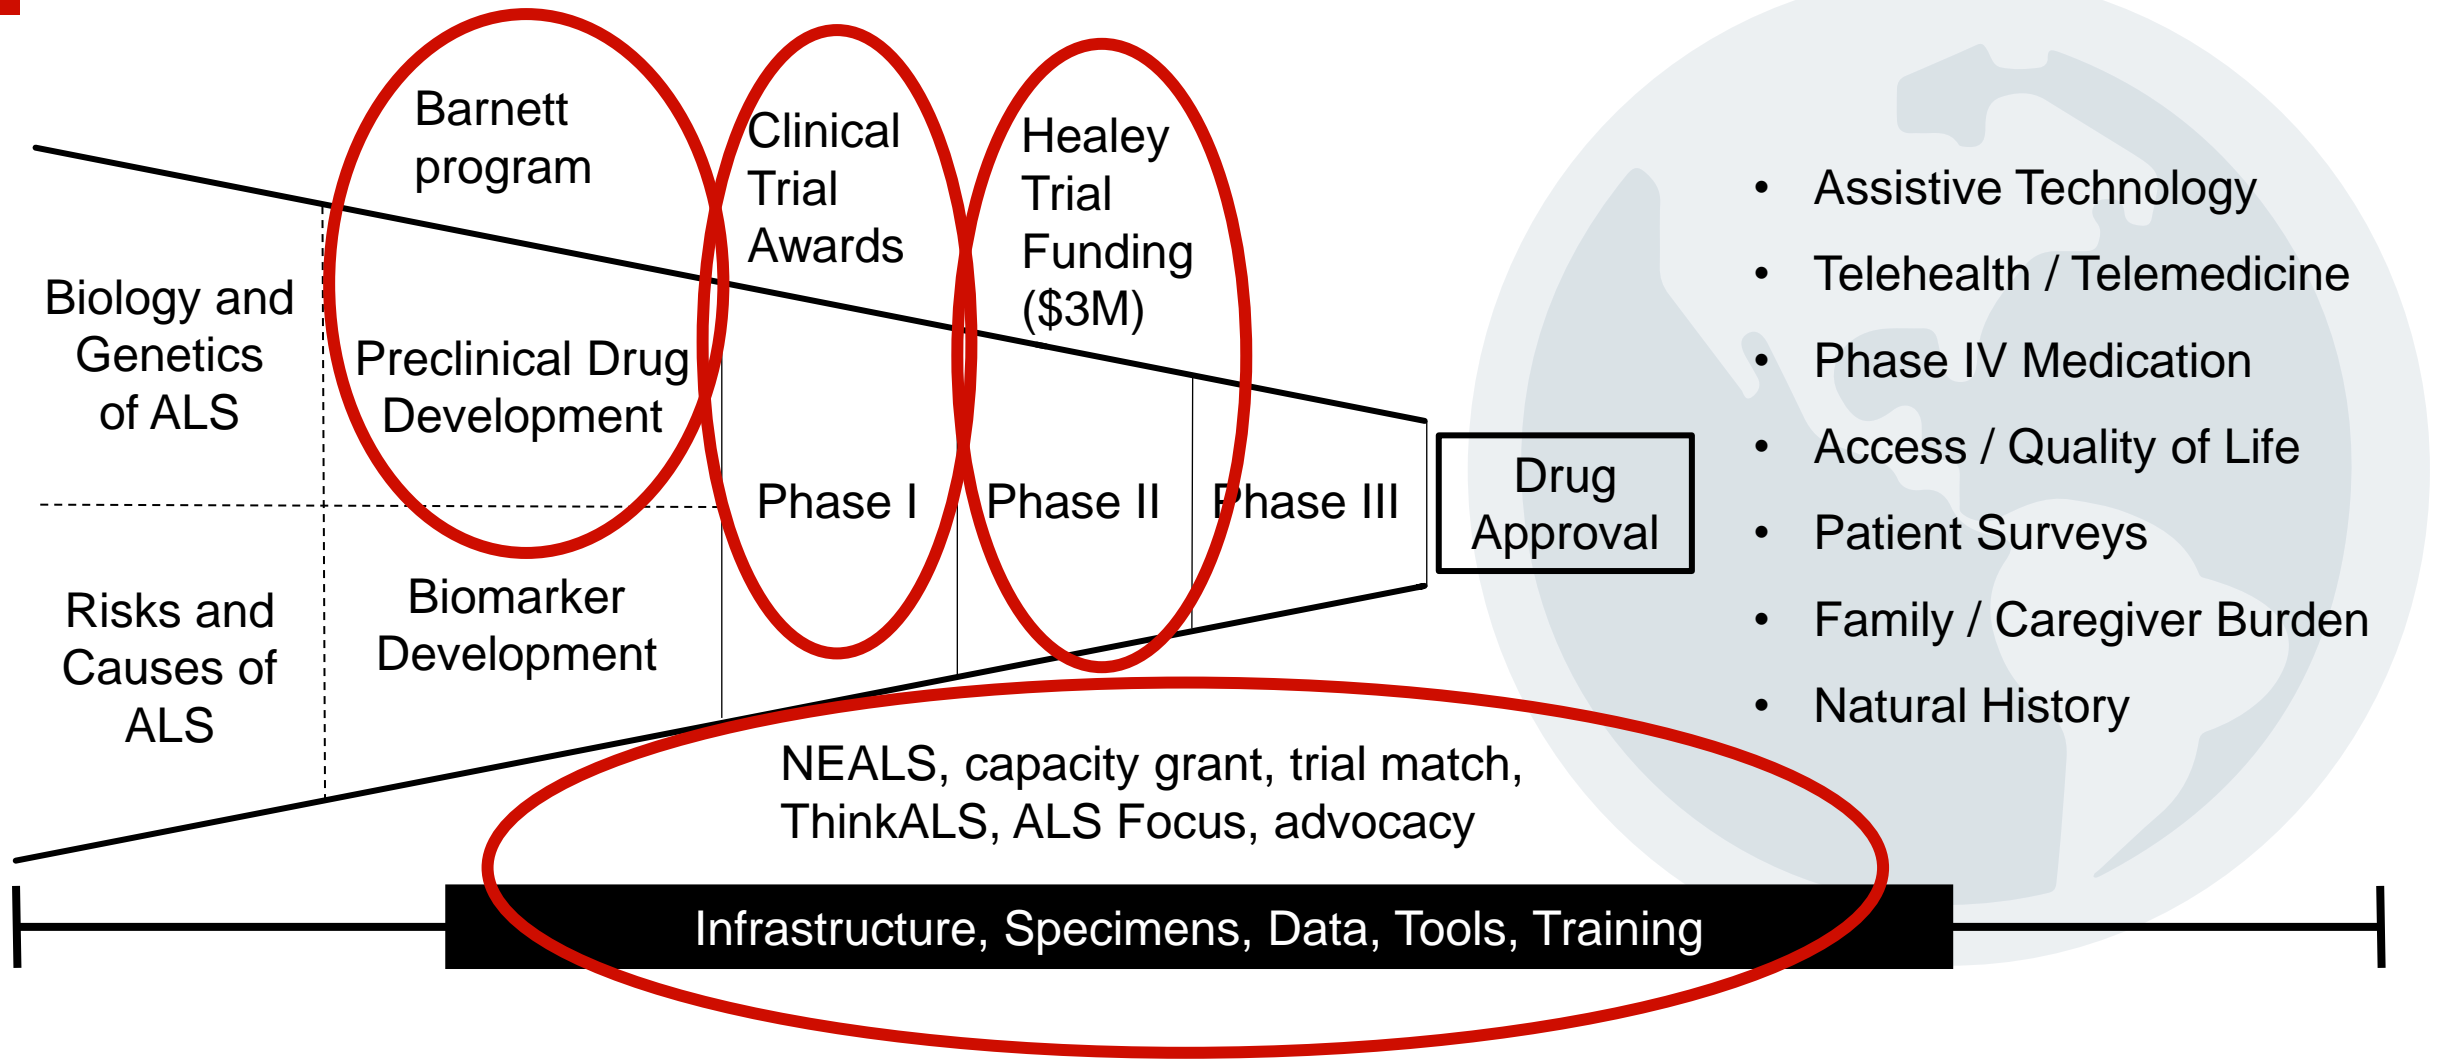 Barnett
program
Clinical
Trial
Awards
Healey
Trial
Funding
($3M)
Biology and
Genetics
of ALS
Preclinical Drug
Development
Risks and
Causes of
ALS
Biomarker
Development
Phase I
Phase II
Phase III
Drug
Approval
• Assistive Technology
• Telehealth / Telemedicine
• Phase IV Medication
• Access / Quality of Life
• Patient Surveys
• Family / Caregiver Burden
• Natural History
NEALS, capacity grant, trial match,
ThinkALS, ALS Focus, advocacy
Infrastructure, Specimens, Data, Tools, Training